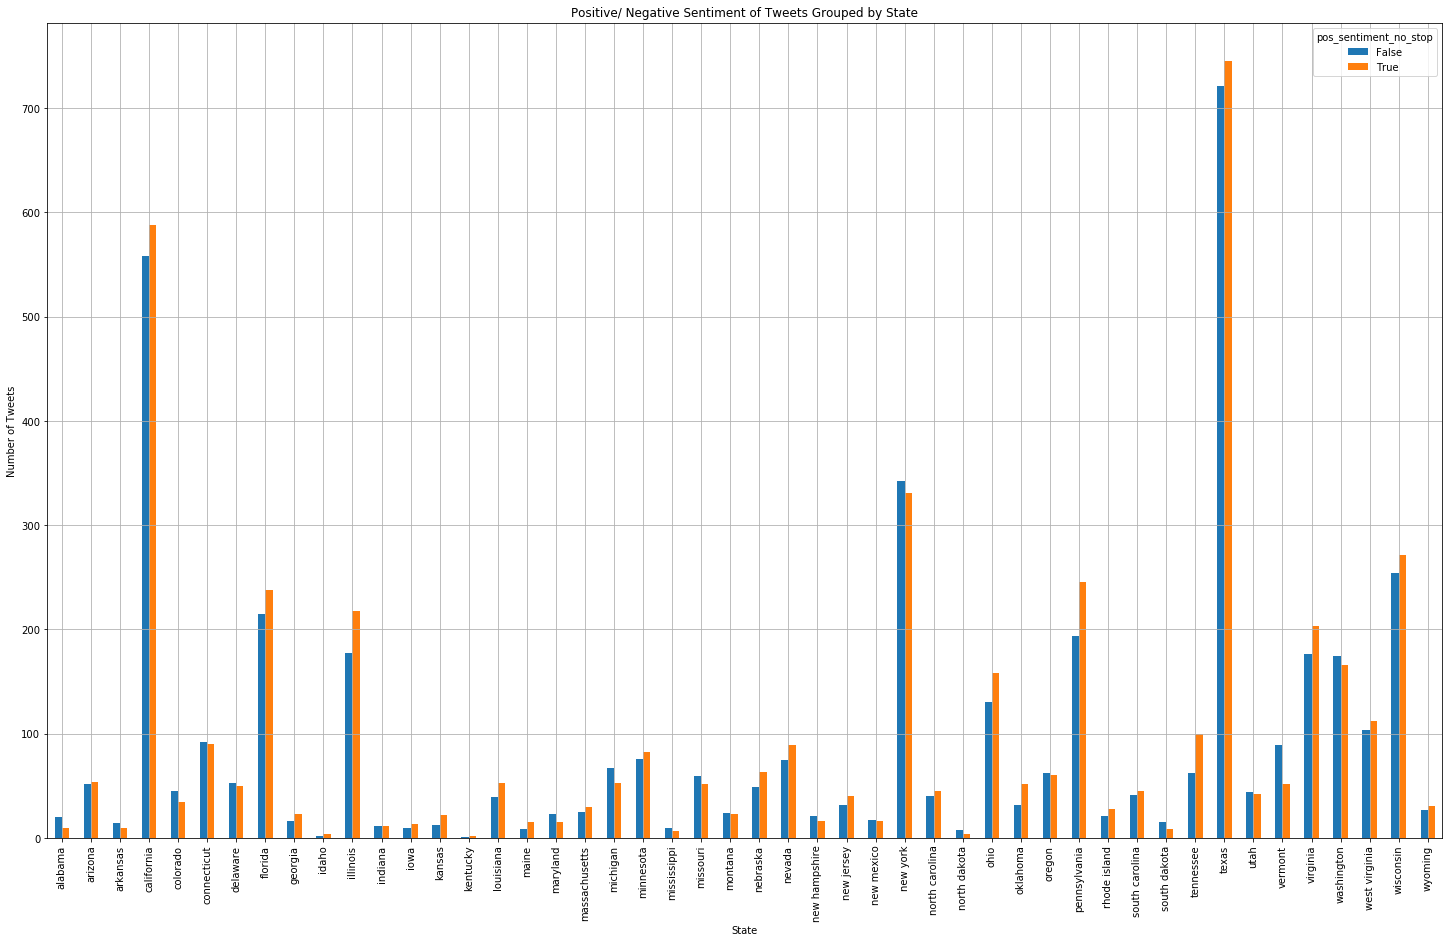 Positive/ Negative Sentiment of Tweets Grouped by State
pos_sentiment_no_stop
False
True
Number of Tweets
700
600
500
400
300
200
100
0
alabama
arizona
arkansas
california
colorado
connecticut
delaware
florida
georgia
idaho
illinois
indiana
iowa
kansas
kentucky
louisiana
maine
maryland
massachusetts
michigan
minnesota
mississippi
missouri
montana
nebraska
nevada
new hampshire
new jersey
new mexico
new york
north carolina
north dakota
ohio
oklahoma
oregon
pennsylvania
rhode island
south carolina
south dakota
tennessee
texas
utah
vermont
virginia
washington
west virginia
wisconsin
wyoming
State